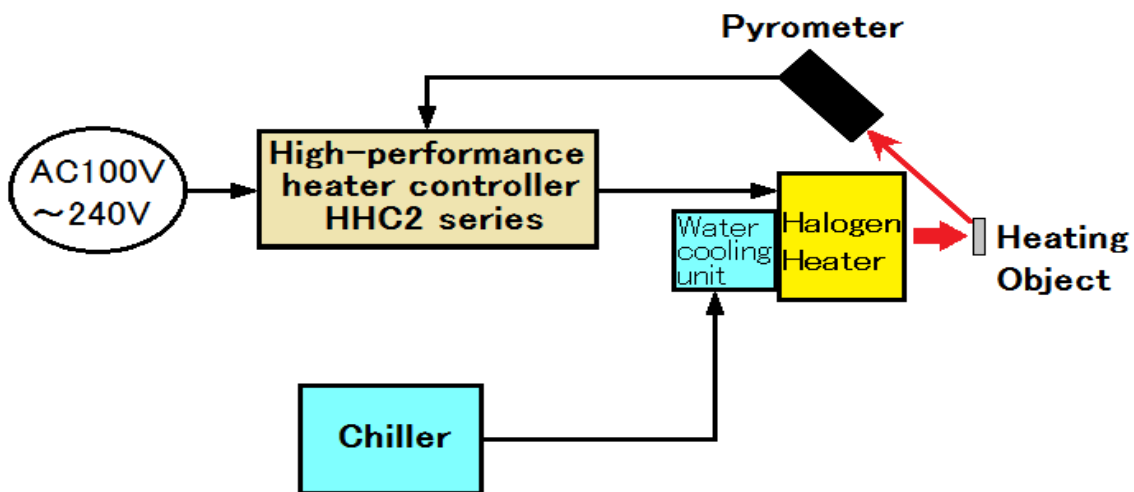 Pyrometer
AC100V
～240V
High-performance
heater controller
HHC2 series
Water
cooling
unit
Halogen
Heater
Heating
Object
Chiller